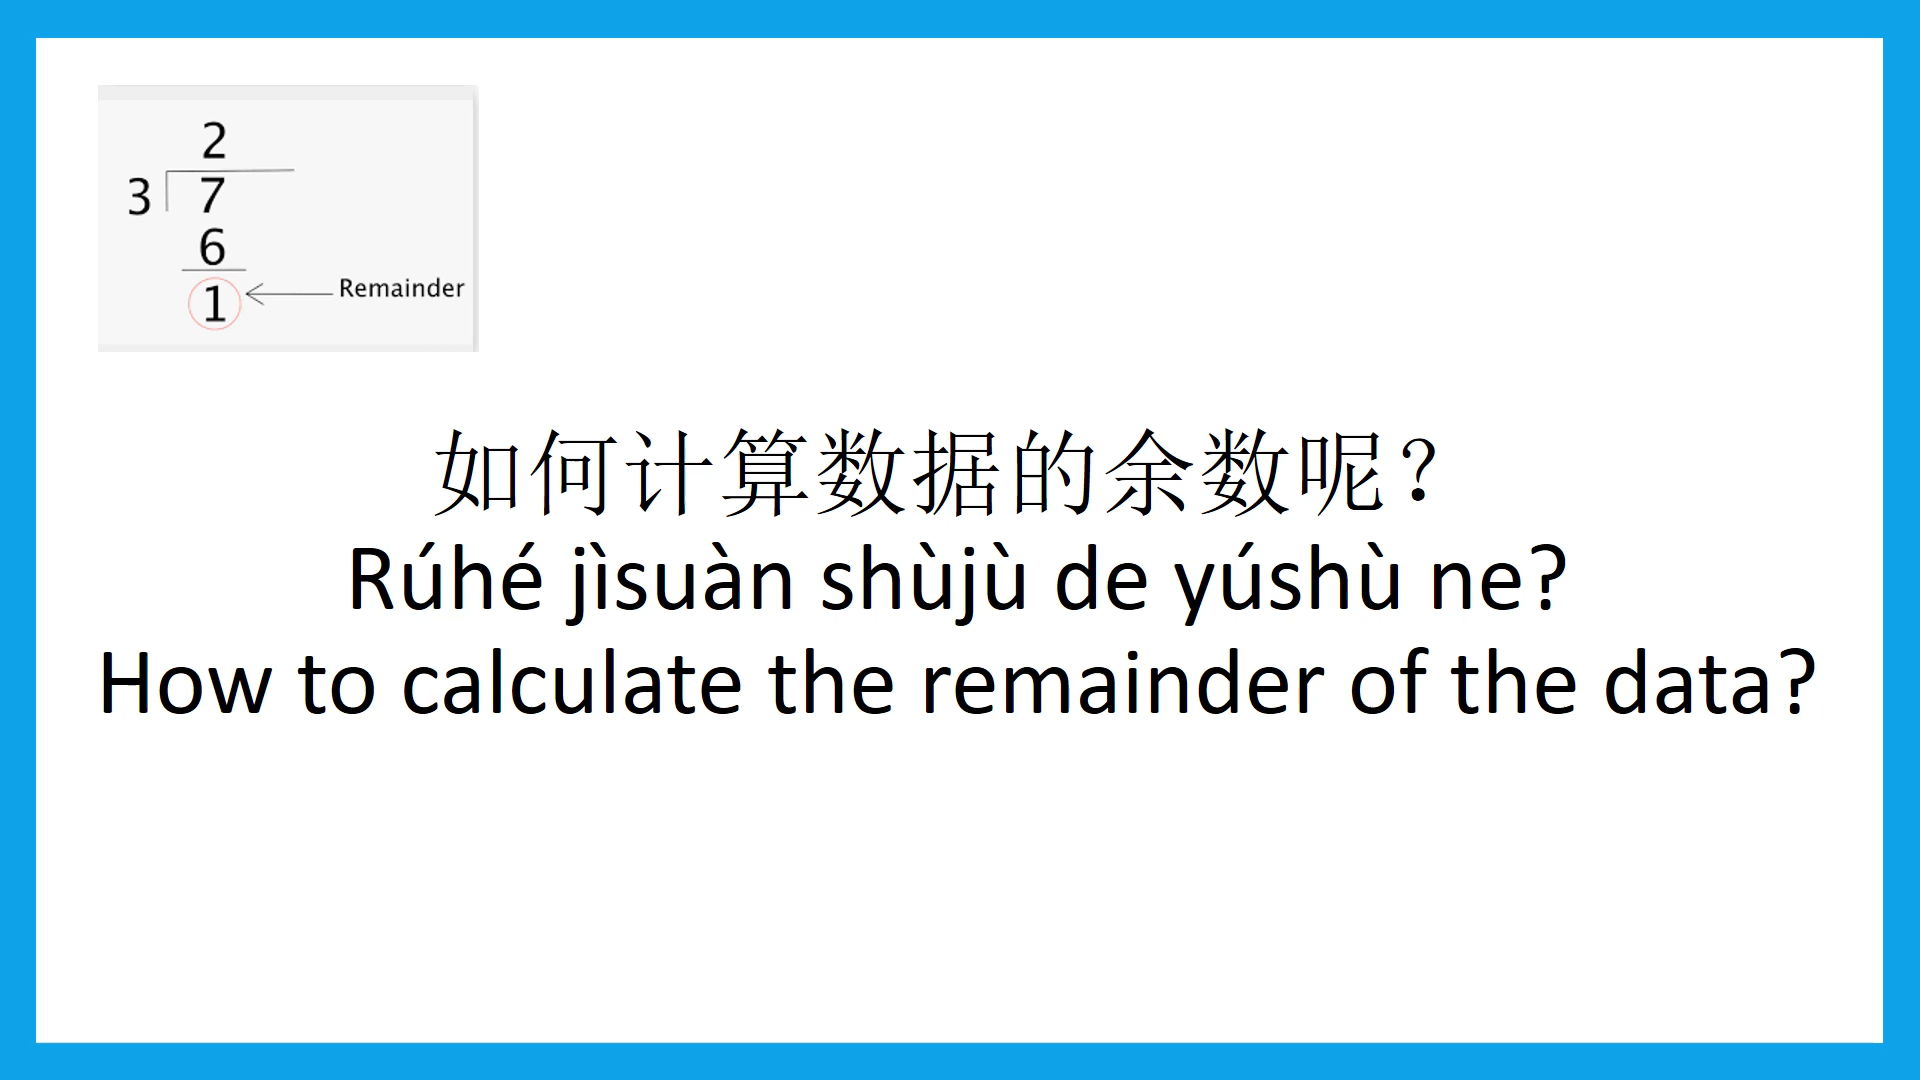 2
3 7
6
1 Remainder
如何计算数据的余数呢？
Rúhé jìsuàn shùjù de yúshù ne?
How to calculate the remainder of the data?